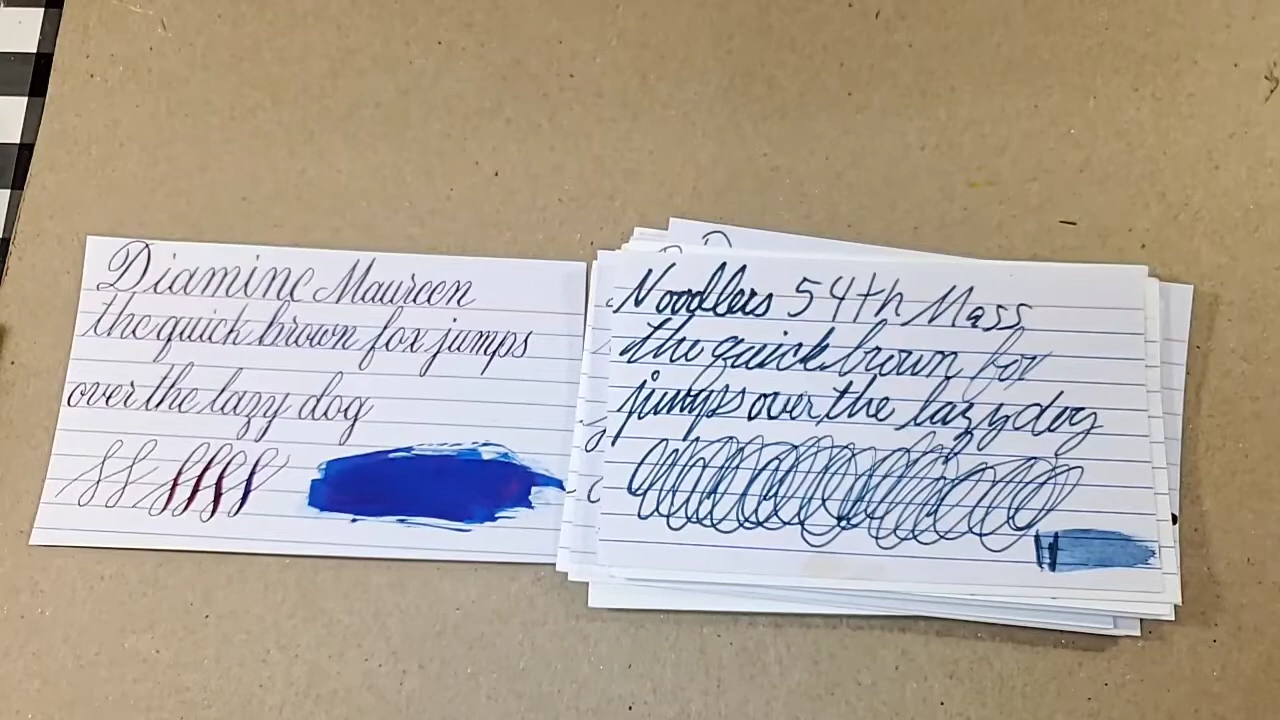 Diamine Maureen
the quick brown fox jumps
over the lazy dog
Noodlers 54th Mass
the quick brown fox
jumps over the lazy dog